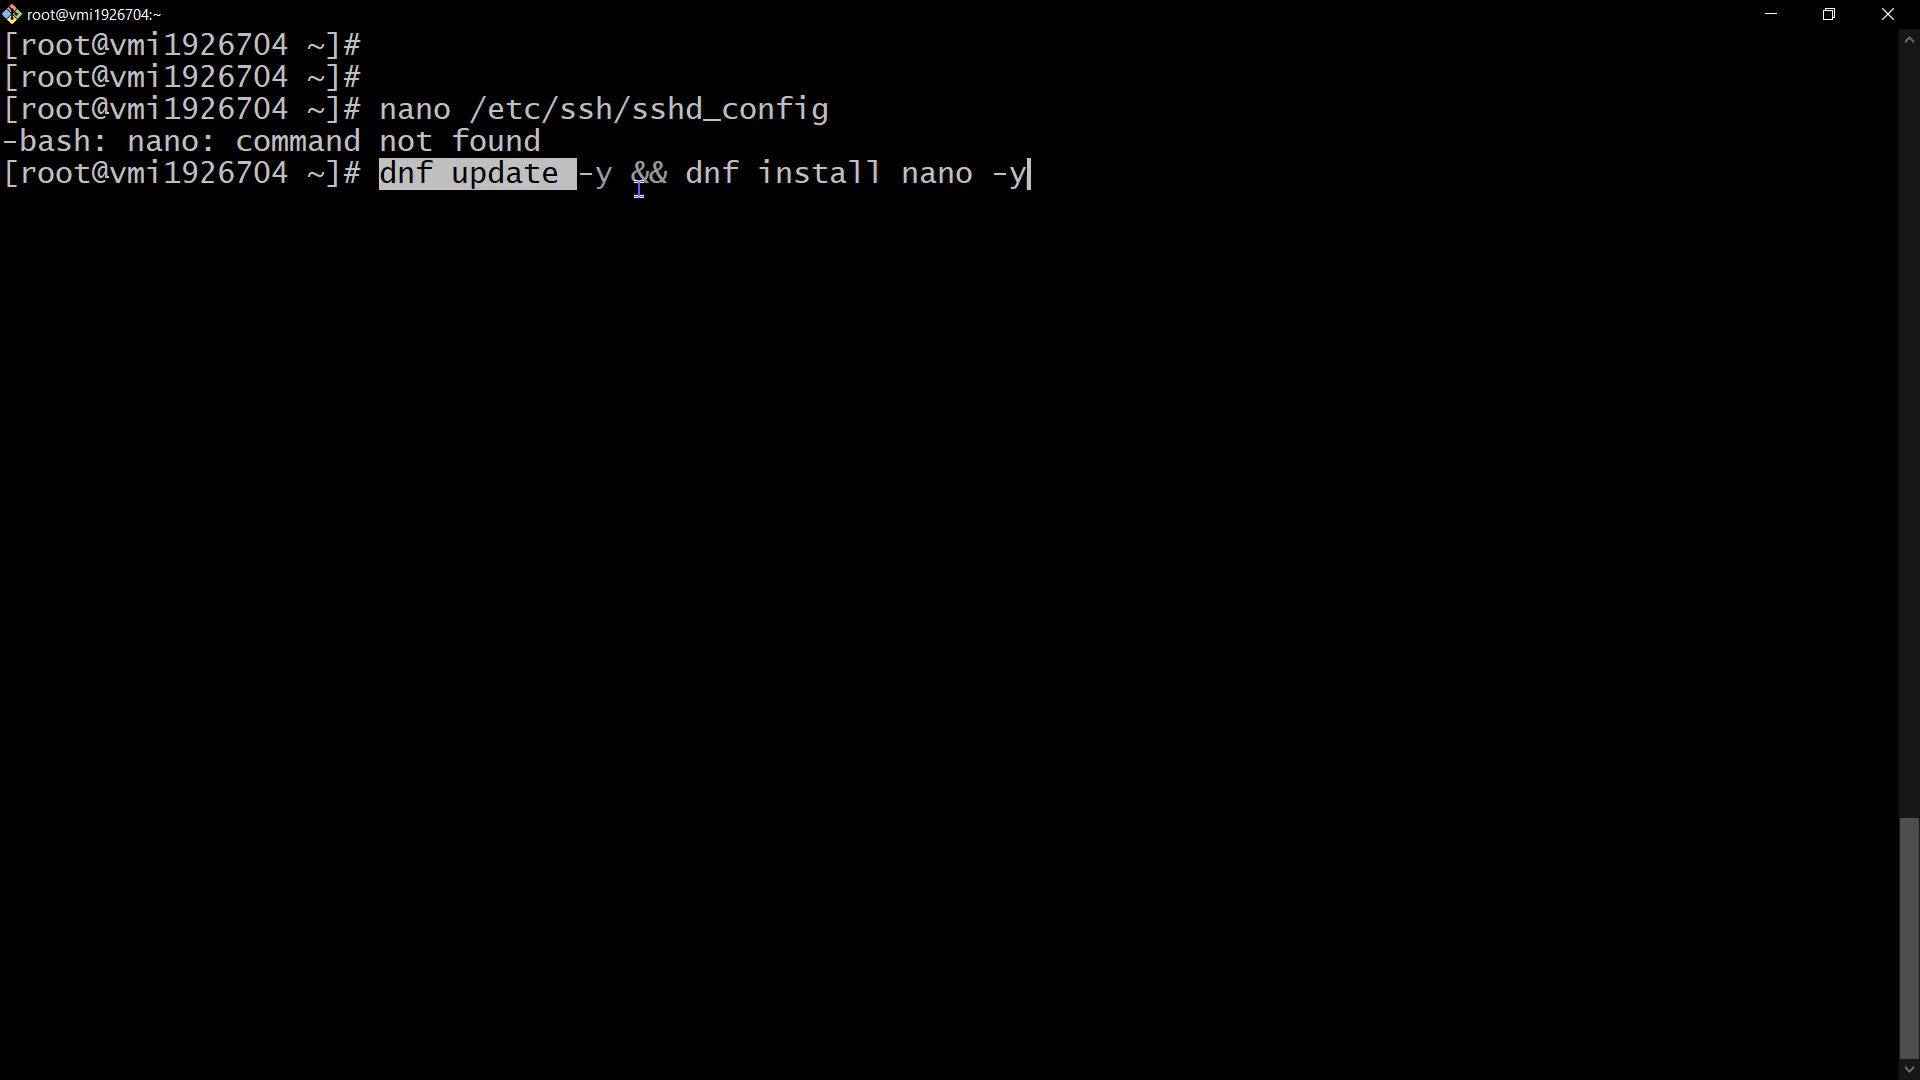 root@vmi1926704:~
[root@vmi1926704 ~]#
[root@vmi1926704 ~]#
[root@vmi1926704 ~]# nano /etc/ssh/sshd_config
-bash: nano: command not found
[root@vmi1926704 ~]# dnf update -y && dnf install nano -y